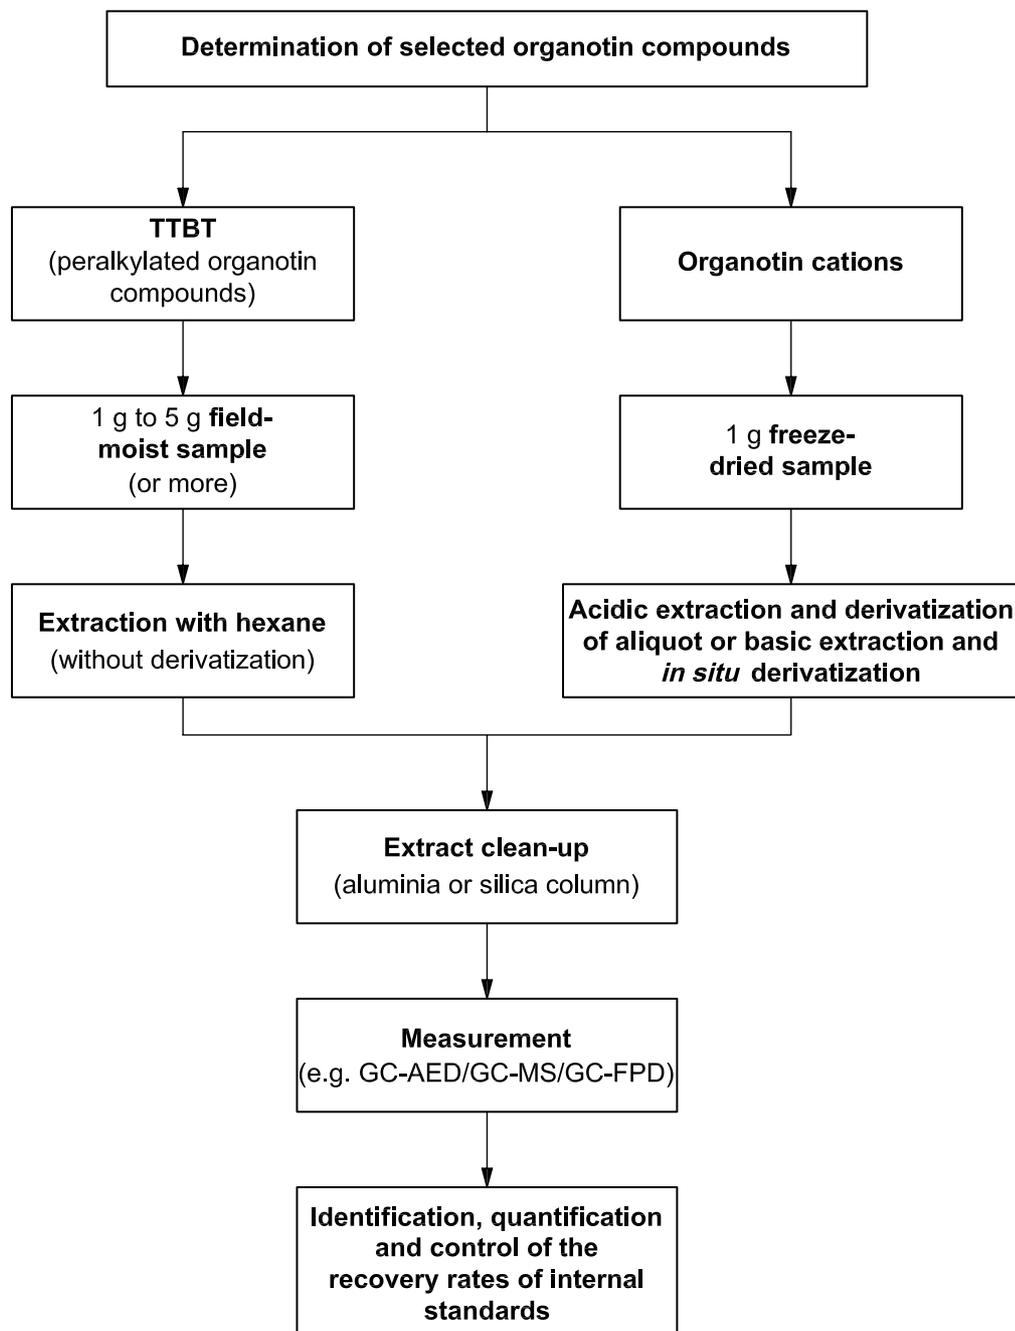 Determination of selected organotin compounds
TTBT
(peralkylated organotin
compounds)
Organotin cations
1 g to 5 g field-
moist sample
(or more)
1 g freeze-
dried sample
Extraction with hexane
(without derivatization)
Acidic extraction and derivatization
of aliquot or basic extraction and
in situ derivatization
Extract clean-up
(aluminia or silica column)
Measurement
(e.g. GC-AED/GC-MS/GC-FPD)
Identification, quantification
and control of the
recovery rates of internal
standards